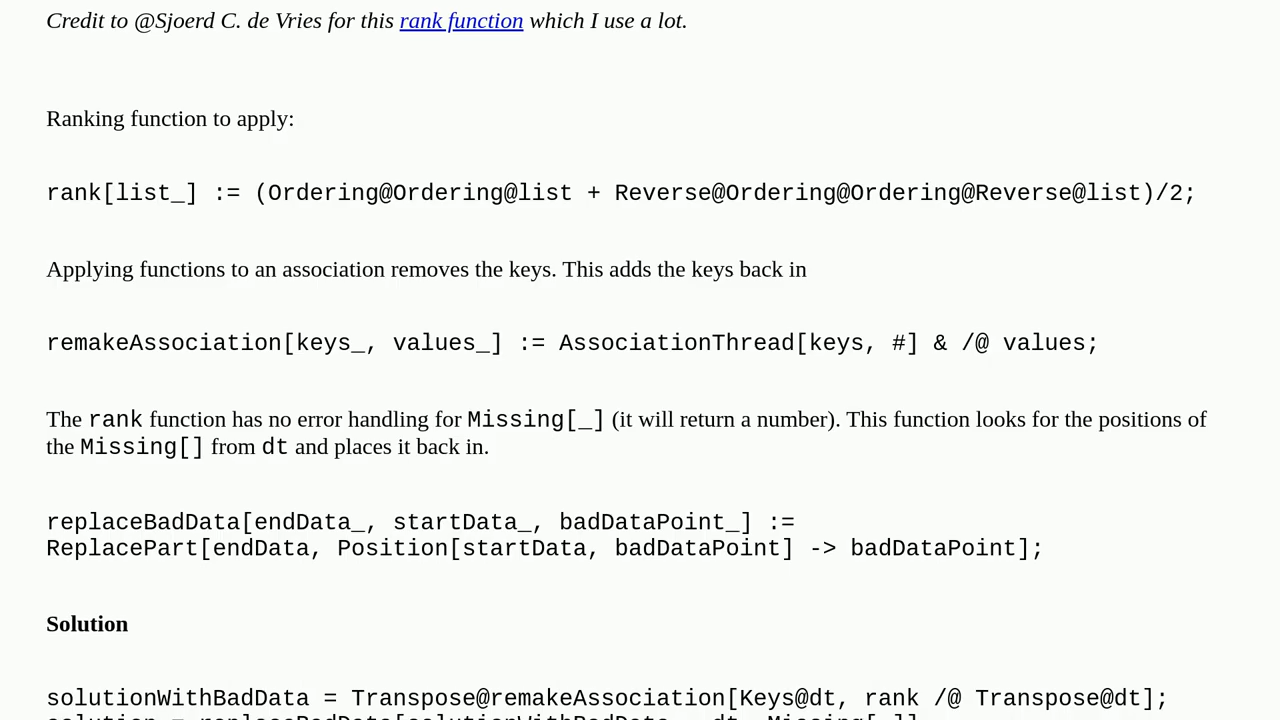 Credit to @Sjoerd C. de Vries for this rank function which I use a lot.
Ranking function to apply:
rank[list_] := (Ordering@Ordering@list + Reverse@Ordering@Ordering@Reverse@list)/2;
Applying functions to an association removes the keys. This adds the keys back in
remakeAssociation[keys_, values_] := AssociationThread[keys, #] & /@ values;
The rank function has no error handling for Missing[_] (it will return a number). This function looks for the positions of
the Missing[] from dt and places it back in.
replaceBadData[endData_, startData_, badDataPoint_] :=
ReplacePart[endData, Position[startData, badDataPoint] -> badDataPoint];
Solution
solutionWithBadData = Transpose@remakeAssociation[Keys@dt, rank /@ Transpose@dt];